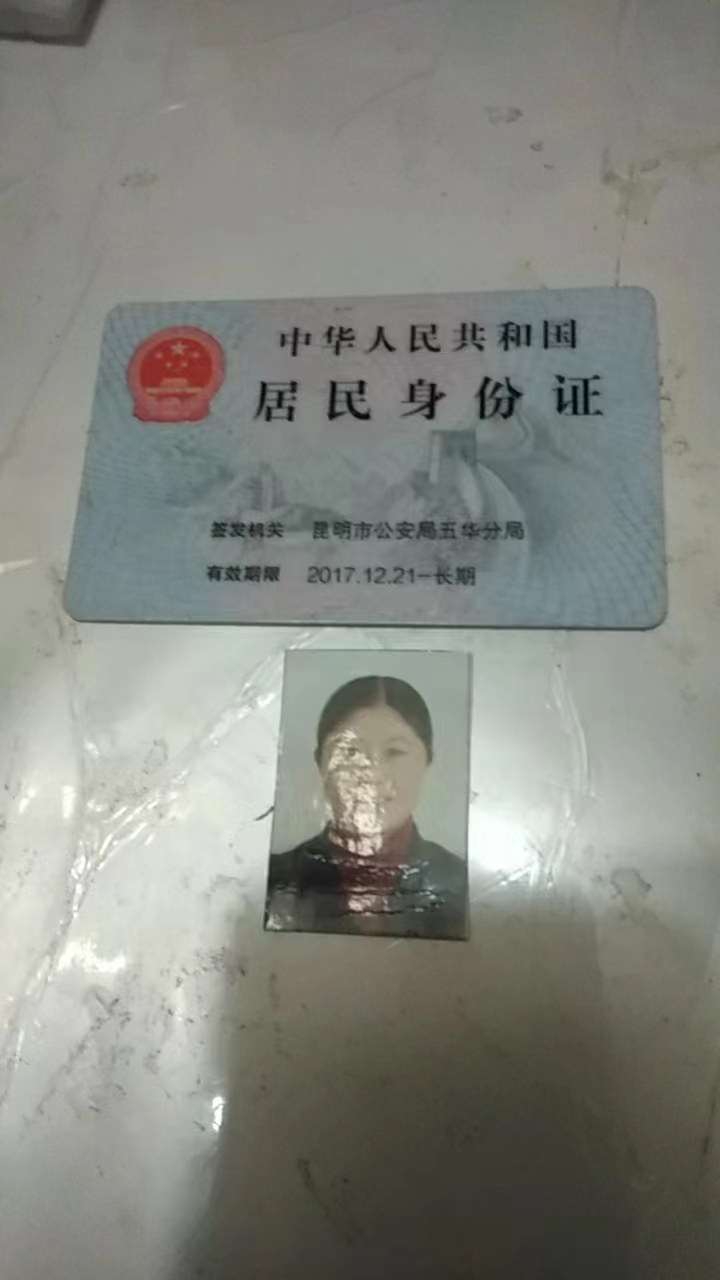 中华人民共和国
居民身份证
签发机关 昆明市公安局五华分局
有效期限 2017.12.21-长期